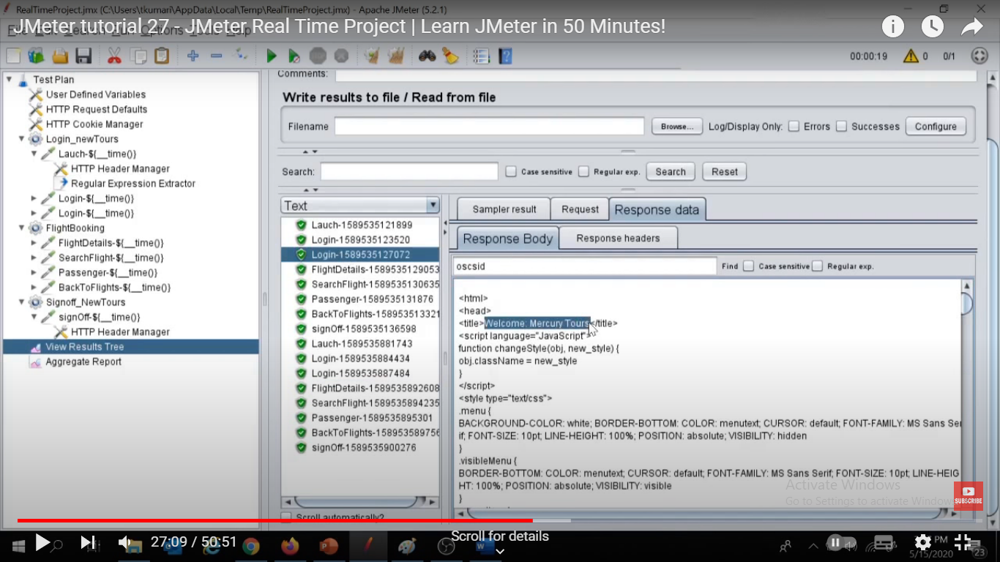 RealTimeProject.jmx (C:\Users\tkumari\AppData\Local\Temp\RealTimeProject.jmx) - Apache JMeter (5.2.1)
JMeter tutorial 27 - JMeter Real Time Project | Learn JMeter in 50 Minutes!
00:00:19
0
0/1
Test Plan
User Defined Variables
HTTP Request Defaults
HTTP Cookie Manager
Login_newTours
Lauch-${__time()}
HTTP Header Manager
Regular Expression Extractor
Login-${__time()}
Login-${__time()}
FlightBooking
FlightDetails-${__time()}
SearchFlight-${__time()}
Passenger-${__time()}
BackToFlights-${__time()}
Signoff_NewTours
signOff-${__time()}
HTTP Header Manager
View Results Tree
Aggregate Report
Comments:
Write results to file / Read from file
Filename
Browse...
Log/Display Only:
Errors
Successes
Configure
Search:
Case sensitive
Regular exp.
Search
Reset
Text
Lauch-1589535121899
Login-1589535123520
Login-1589535127072
FlightDetails-1589535129053
SearchFlight-1589535130635
Passenger-1589535131876
BackToFlights-158953513321
signOff-1589535136598
Lauch-1589535881743
Login-1589535884434
Login-1589535887484
FlightDetails-1589535892608
SearchFlight-1589535894235
Passenger-1589535895301
BackToFlights-158953589756
signOff-1589535900276
Scroll automatically?
Sampler result
Request
Response data
Response Body
Response headers
oscsid
Find
Case sensitive
Regular exp.
<html>
<head>
<title>Welcome: Mercury Tours</title>
<script language="JavaScript">
function changeStyle(obj, new_style) {
obj.className = new_style
}
</script>
<style type="text/css">
.menu {
BACKGROUND-COLOR: white; BORDER-BOTTOM: COLOR: menutext; CURSOR: default; FONT-FAMILY: MS Sans Ser
if; FONT-SIZE: 10pt; LINE-HEIGHT: 100%; POSITION: absolute; VISIBILITY: hidden
}
.visibleMenu {
BORDER-BOTTOM: COLOR: menutext; CURSOR: default; FONT-FAMILY: MS Sans Serif; FONT-SIZE: 10pt; LINE-HEIG
HT: 100%; POSITION: absolute; VISIBILITY: visible
}
Activate Windows
Go to Settings to activate Windows
SUBSCRIBE
27:09 / 50:51
Scroll for details
PM
5/15/2020
23